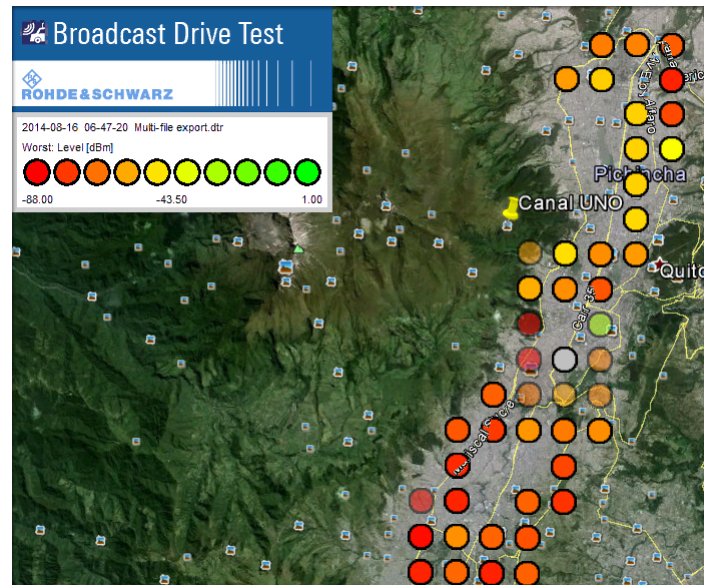 Broadcast Drive Test
ROHDE & SCHWARZ
2014-08-16 06-47-20 Multi-file export.dtr
Worst: Level [dBm]
-88.00 -43.50 1.00
Pichincha
Canal UNO
Quito